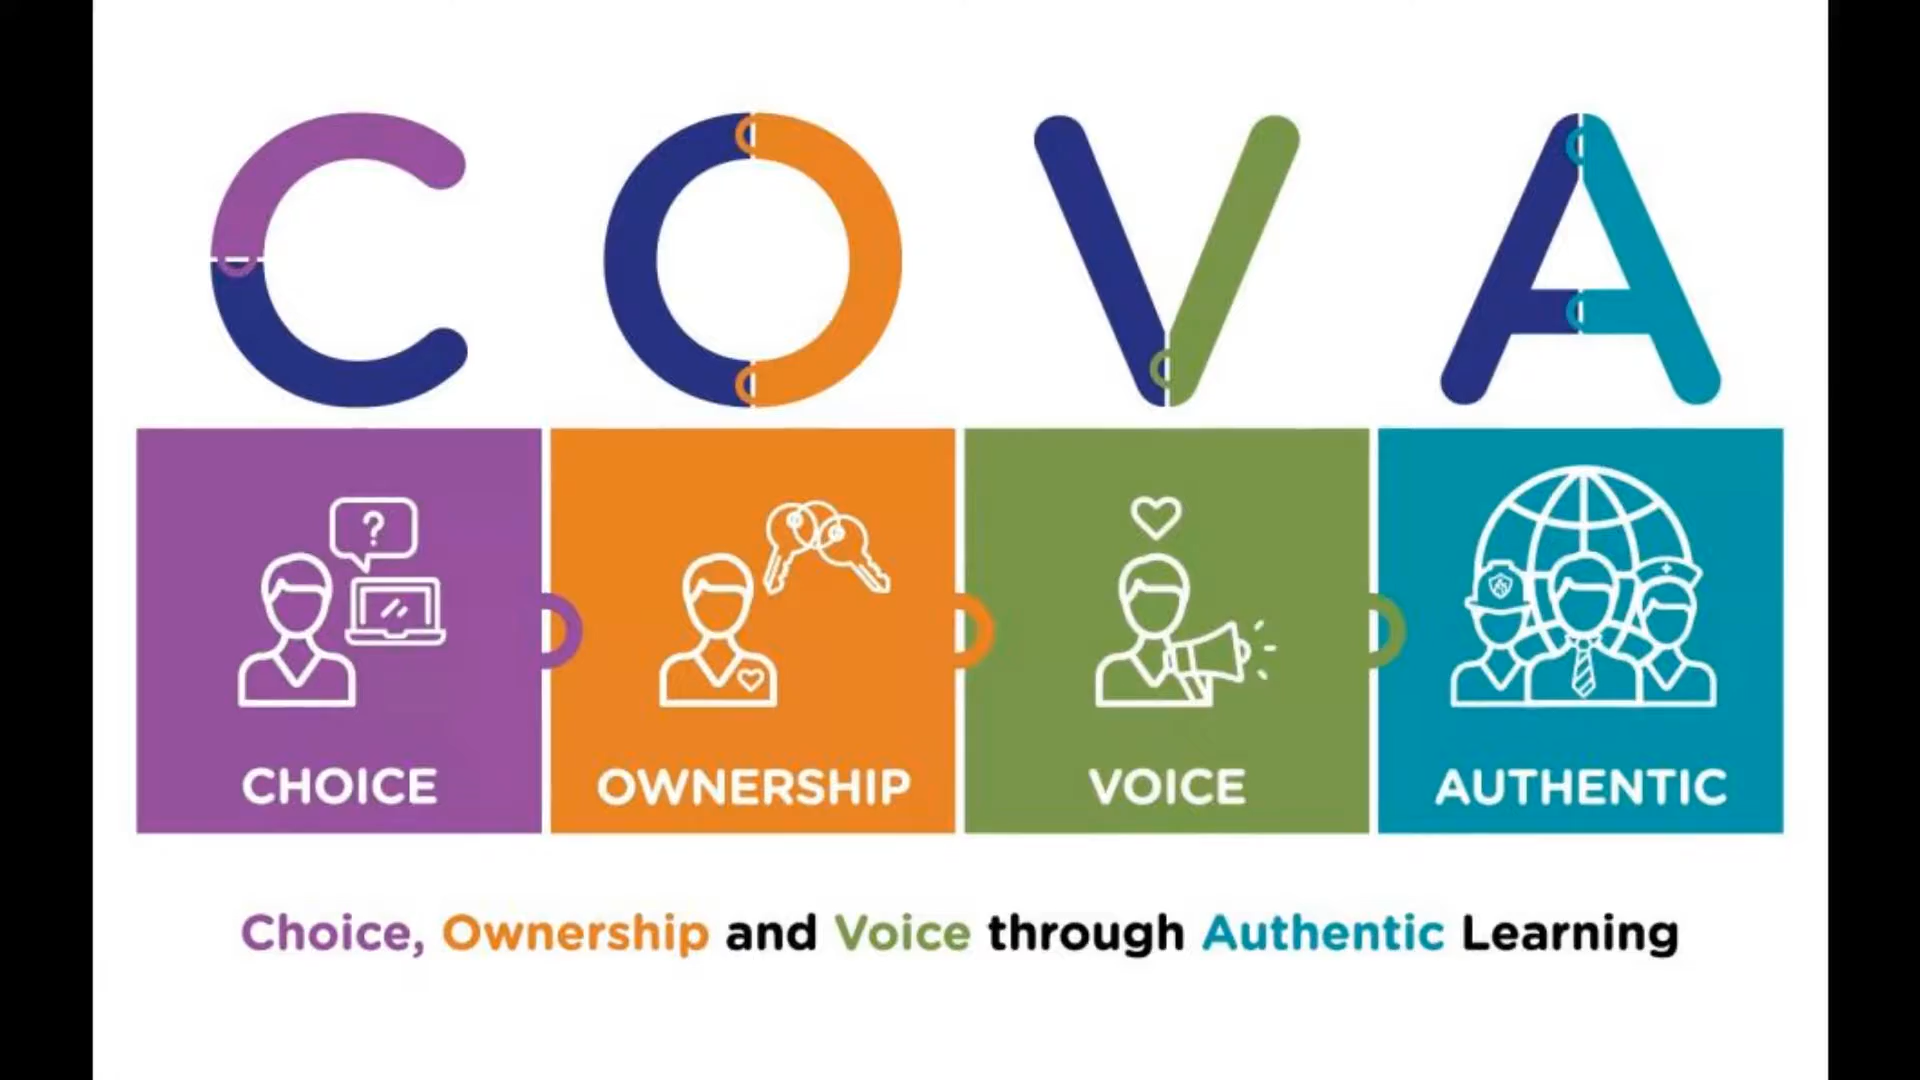 COVA
?
CHOICE OWNERSHIP VOICE AUTHENTIC
Choice, Ownership and Voice through Authentic Learning